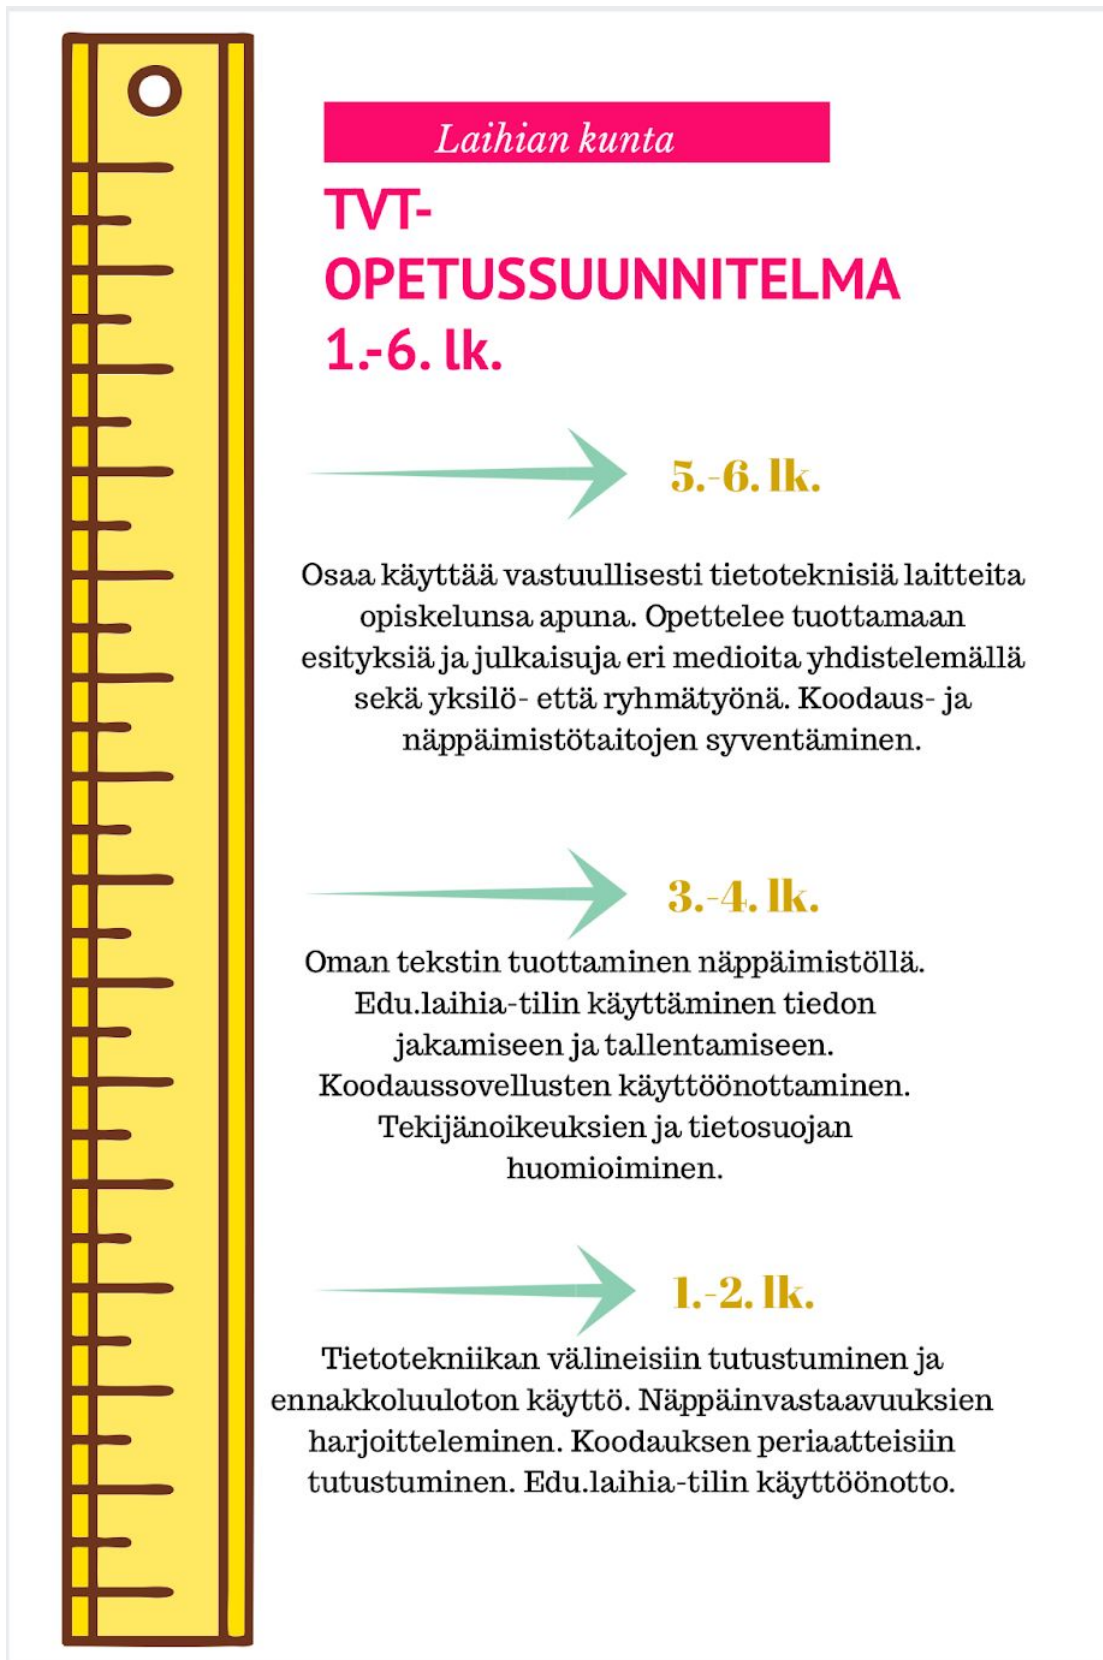 Laihian kunta
TVT-
OPETUSSUUNNITELMA
1.-6. lk.
5.-6. lk.
Osaa käyttää vastuullisesti tietoteknisiä laitteita
opiskelunsa apuna. Opettelee tuottamaan
esityksiä ja julkaisuja eri medioita yhdistelemällä
sekä yksilö- että ryhmätyönä. Koodaus- ja
näppäimistötaitojen syventäminen.
3.-4. lk.
Oman tekstin tuottaminen näppäimistöllä.
Edu.laihia-tilin käyttäminen tiedon
jakamiseen ja tallentamiseen.
Koodaussovellusten käyttöönottaminen.
Tekijänoikeuksien ja tietosuojan
huomioiminen.
1.-2. lk.
Tietotekniikan välineisiin tutustuminen ja
ennakkoluuloton käyttö. Näppäinvastaavuuksien
harjoitteleminen. Koodauksen periaatteisiin
tutustuminen. Edu.laihia-tilin käyttöönotto.